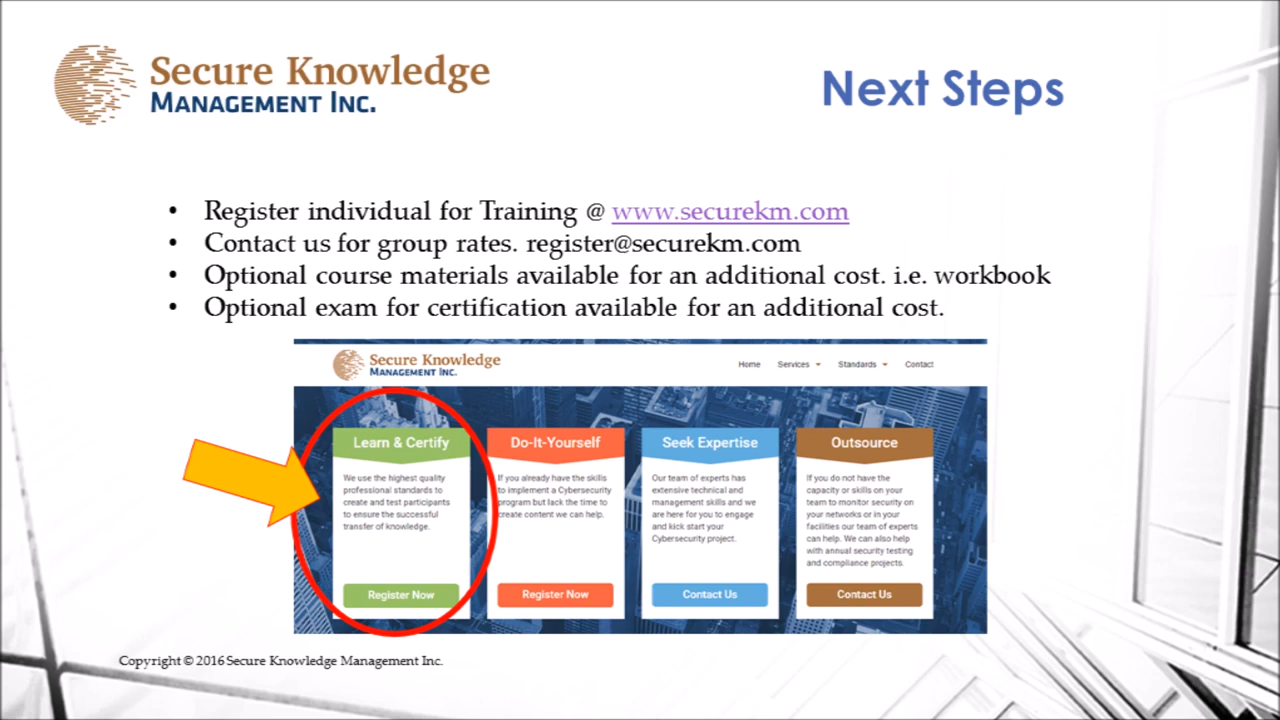 Secure Knowledge
MANAGEMENT INC.
Next Steps
• Register individual for Training @ www.securekm.com
• Contact us for group rates. register@securekm.com
• Optional course materials available for an additional cost. i.e. workbook
• Optional exam for certification available for an additional cost.
Secure Knowledge
MANAGEMENT INC.
Home Services Standards Contact
Learn & Certify
We use the highest quality
professional standards to
create and test participants
to ensure the successful
transfer of knowledge.
Register Now
Do-It-Yourself
If you already have the skills
to implement a Cybersecurity
program but lack the time to
create content we can help.
Register Now
Seek Expertise
Our team of experts has
extensive technical and
management skills and we
are here for you to engage
and kick start your
Cybersecurity project.
Contact Us
Outsource
If you do not have the
capacity or skills on your
team to monitor security on
your networks or in your
facilities our team of experts
can help. We can also help
with annual security testing
and compliance projects.
Contact Us
Copyright © 2016 Secure Knowledge Management Inc.